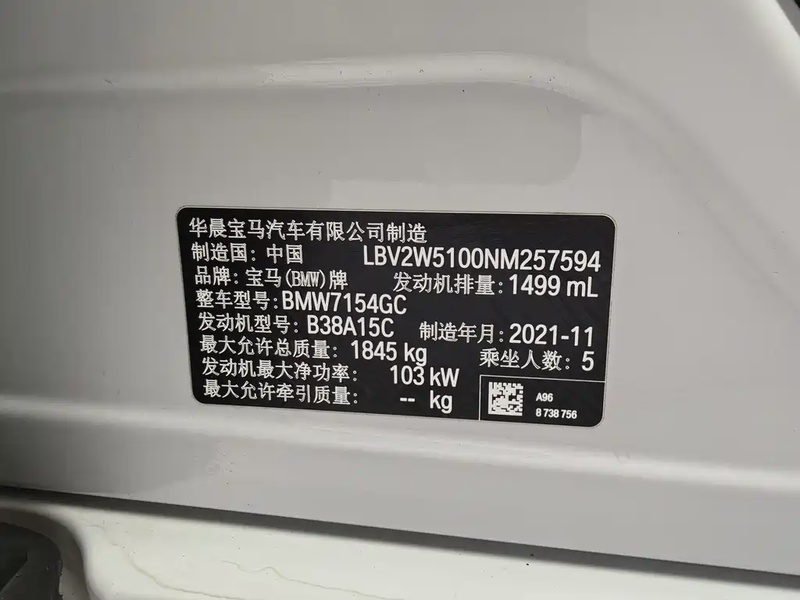 华晨宝马汽车有限公司制造
制造国: 中国 LBV2W5100NM257594
品牌: 宝马(BMW)牌 发动机排量: 1499 mL
整车型号: BMW7154GC
发动机型号: B38A15C 制造年月: 2021-11
最大允许总质量: 1845 kg 乘坐人数: 5
发动机最大净功率: 103 kW
最大允许牵引质量: -- kg
A96
8 738 756